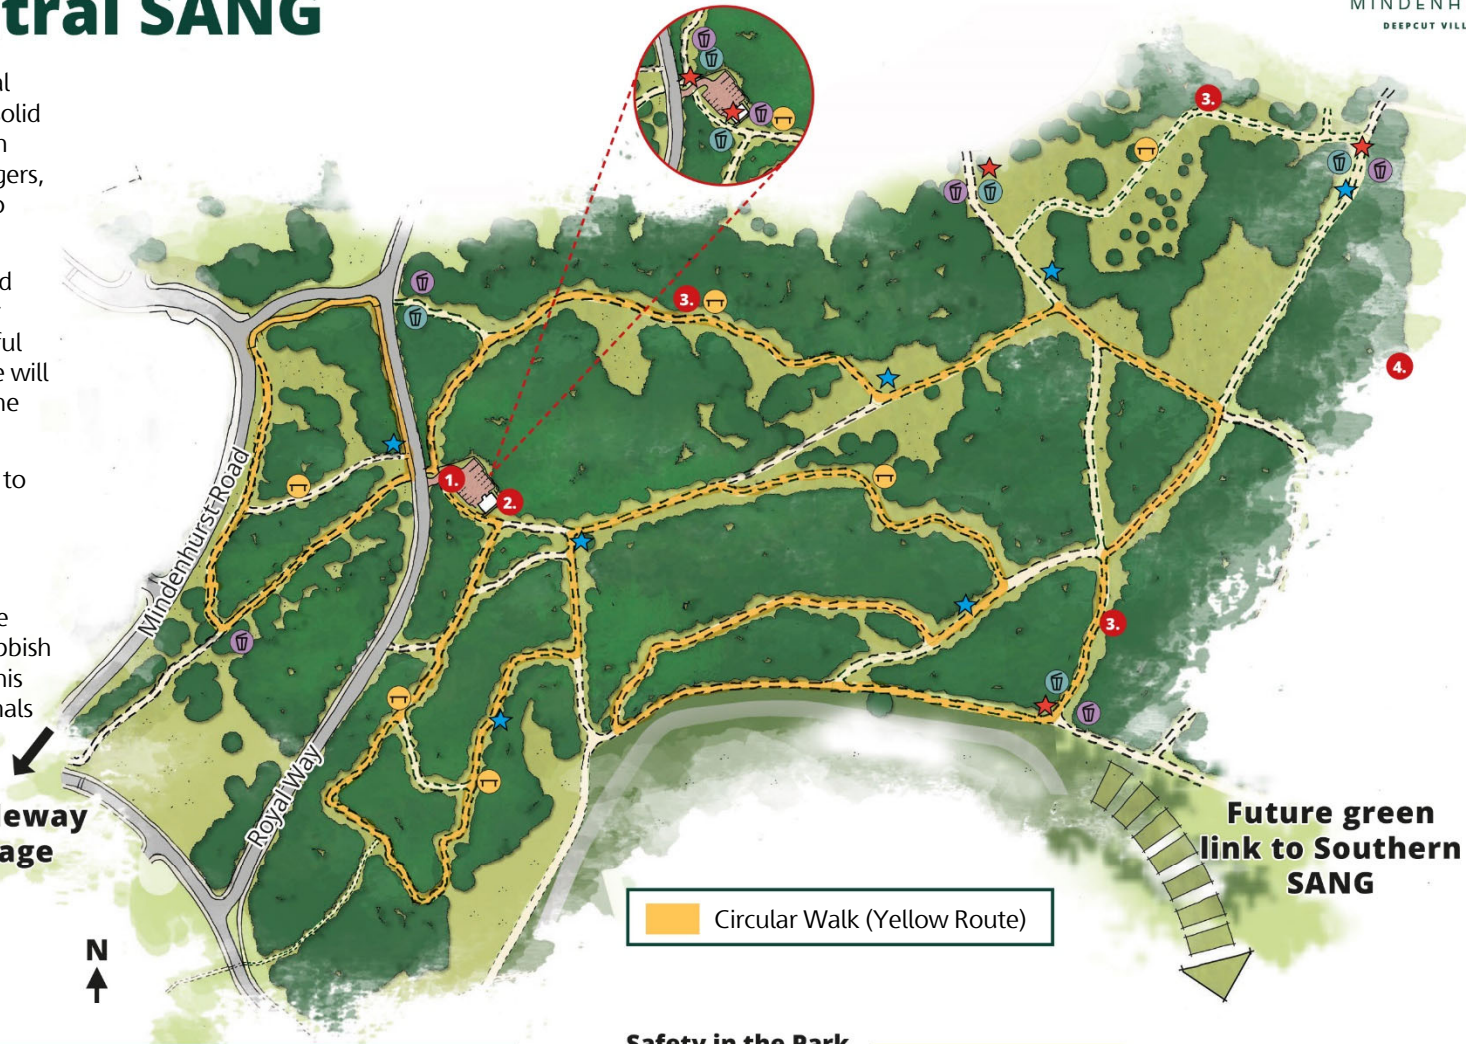 tral SANG
DEEPCUT VILL
al
olid
n
gers,
o
d
ful
e will
ne
to
e
bbish
his
nals
3.
3.
4.
1.
2.
3.
Mindenhurst Road
Royal Way
leway
age
Future green
link to Southern
SANG
Circular Walk (Yellow Route)
N
Safety in the Park